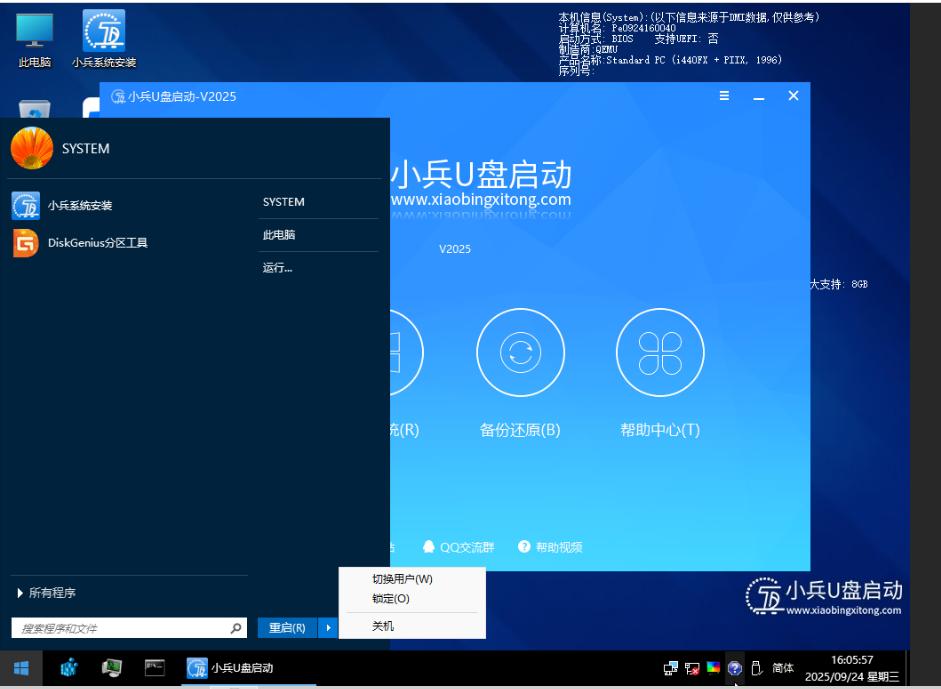 本机信息(System):(以下信息来源于DMI数据,仅供参考)
计算机名: Pe0924160040
启动方式: BIOS 支持UEFI: 否
制造商:QEMU
产品名称:Standard PC (i440FX + PIIX, 1996)
序列号:
此电脑
小兵系统安装
小兵U盘启动-V2025
SYSTEM
小兵系统安装
DiskGenius分区工具
SYSTEM
此电脑
运行...
小兵U盘启动
www.xiaobingxitong.com
V2025
大支持: 8GB
统(R)
备份还原(B)
帮助中心(T)
QQ交流群
帮助视频
所有程序
搜索程序和文件
重启(R)
切换用户(W)
锁定(O)
关机
小兵U盘启动
www.xiaobingxitong.com
小兵U盘启动
简体
16:05:57
2025/09/24 星期三